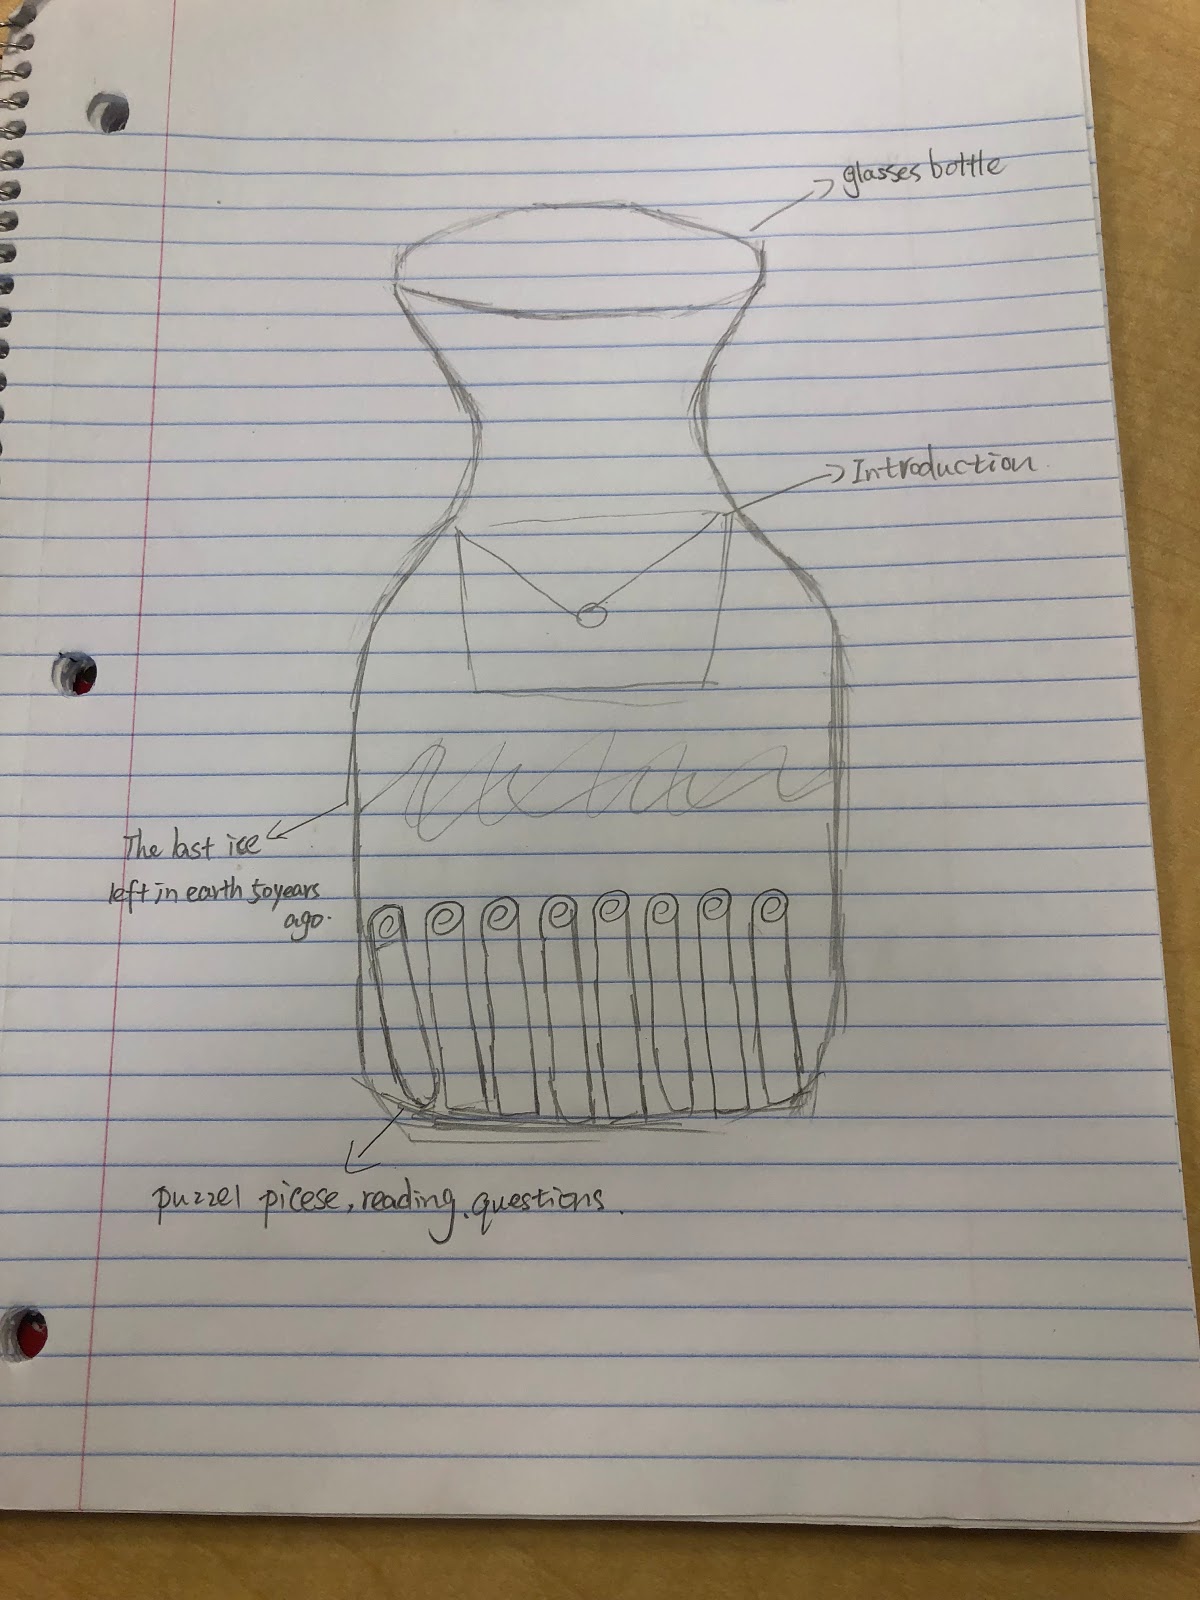 glasses bottle
Introduction
The last ice
left in earth 50years
ago.
puzzel picese, reading, questions.